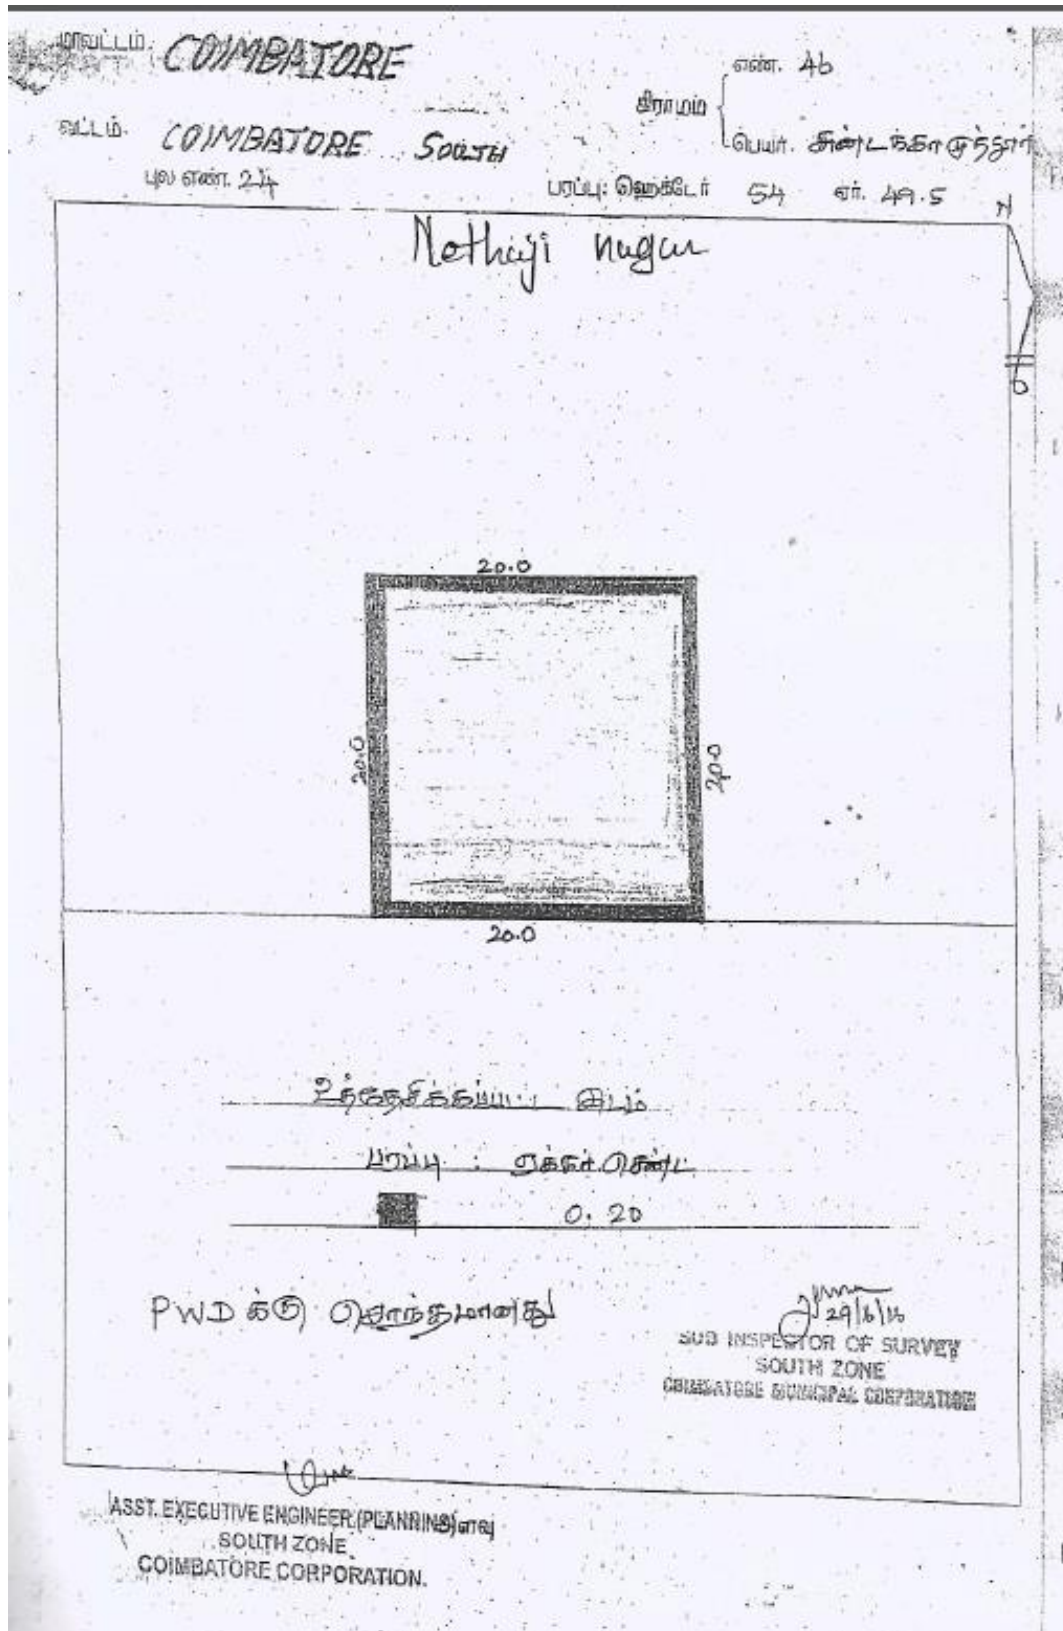 மாவட்டம். COIMBATORE
எண். 46
கிராமம்
வட்டம். COIMBATORE SOUTH
பெயர். சுண்டக்காமுத்தூர்
புல எண். 24
பரப்பு: ஹெக்டேர் 54 ஏர். 49.5
N
Nethaji nagar
20.0
20.0
20.0
20.0
உத்தேசிக்கப்பட்ட இடம்
பரப்பு : ஏக்கர். செண்ட்
0.20
PWD க்கு சொந்தமானது
29/6/16
SUB INSPECTOR OF SURVEY
SOUTH ZONE
COIMBATORE MUNICIPAL CORPORATION
ASST. EXECUTIVE ENGINEER (PLANNING)
SOUTH ZONE
COIMBATORE CORPORATION.